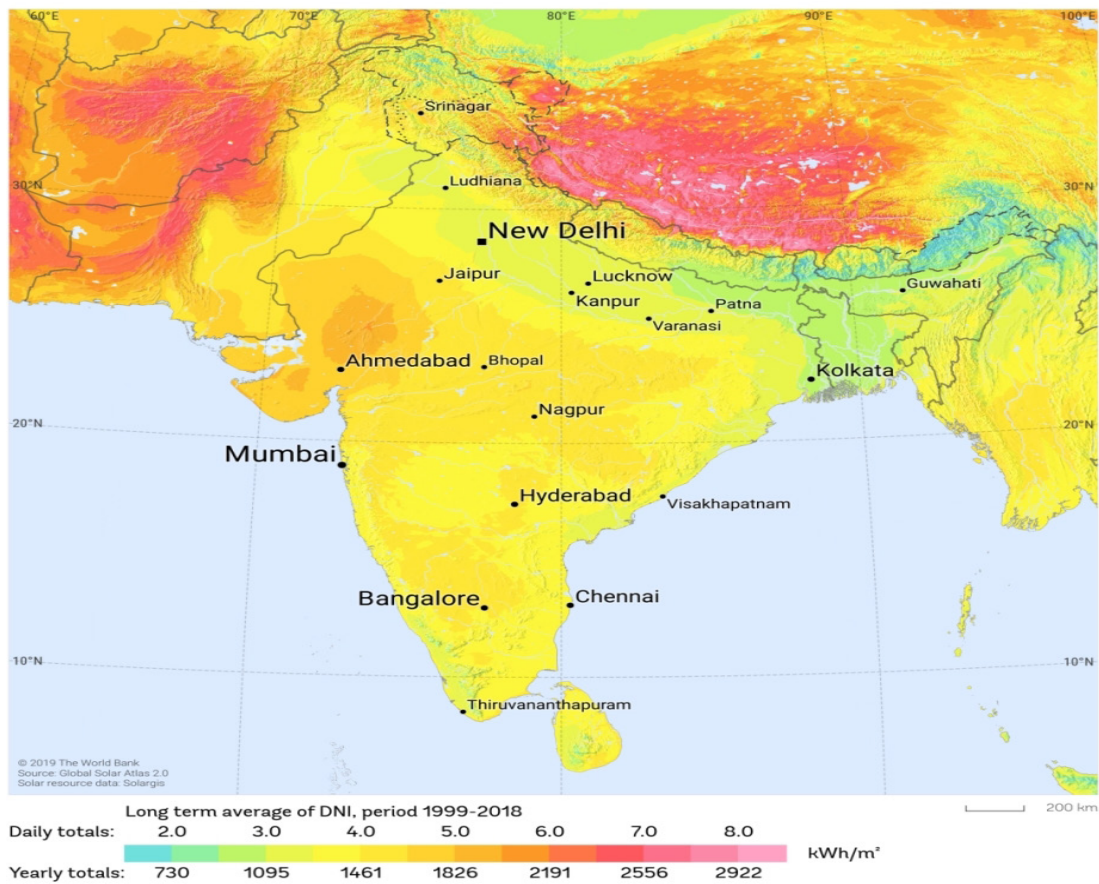 60°E 70°E 80°E 90°E 100°E
Srinagar
30°N 30°N
Ludhiana
New Delhi
Jaipur
Lucknow
Kanpur
Guwahati
Patna
Varanasi
Ahmedabad
Bhopal
Kolkata
Nagpur
20°N 20°N
Mumbai
Hyderabad
Visakhapatnam
Bangalore
Chennai
10°N 10°N
Thiruvananthapuram
© 2019 The World Bank
Source: Global Solar Atlas 2.0
Solar resource data: Solargis
Long term average of DNI, period 1999-2018
200 km
Daily totals: 2.0 3.0 4.0 5.0 6.0 7.0 8.0
kWh/m²
Yearly totals: 730 1095 1461 1826 2191 2556 2922